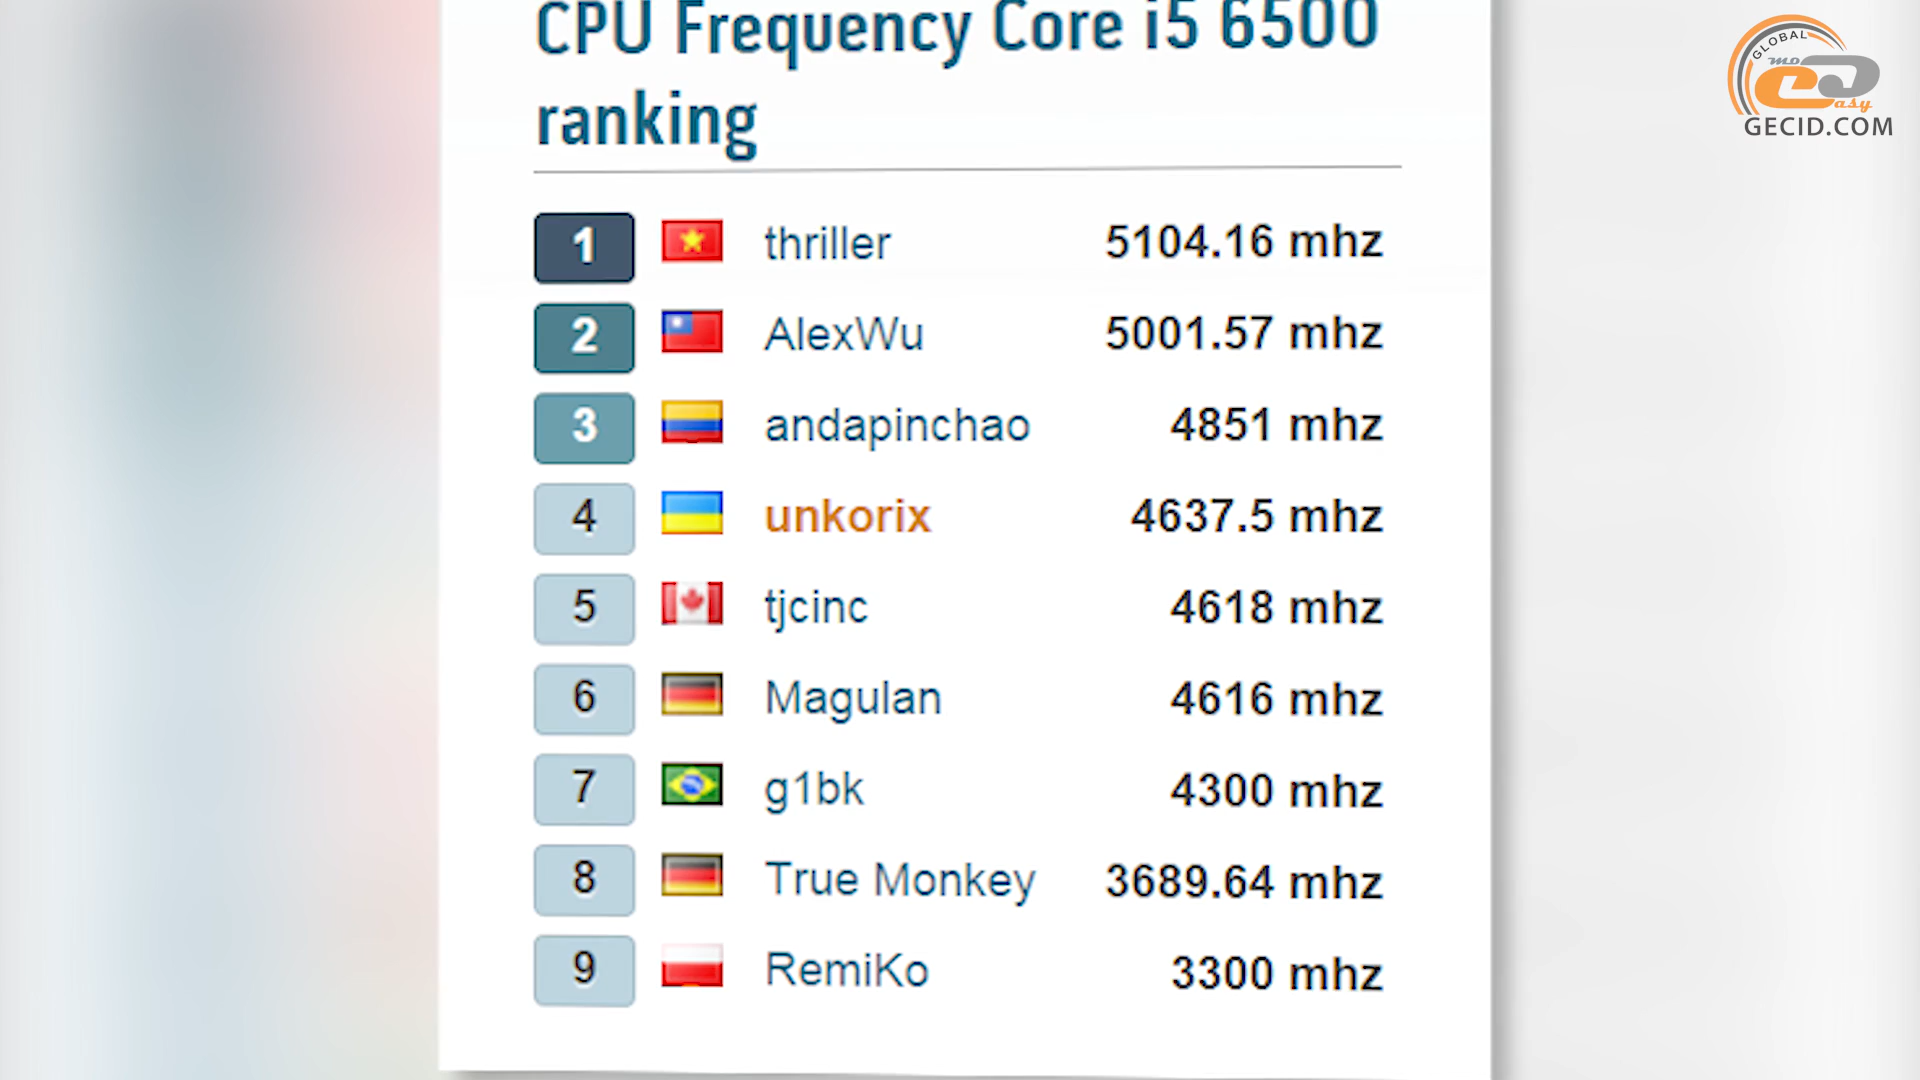 CPU Frequency Core i5 6500
ranking
1 thriller 5104.16 mhz
2 AlexWu 5001.57 mhz
3 andapinchao 4851 mhz
4 unkorix 4637.5 mhz
5 tjcinc 4618 mhz
6 Magulan 4616 mhz
7 g1bk 4300 mhz
8 True Monkey 3689.64 mhz
9 RemiKo 3300 mhz
GLOBAL
mo
asy
GECID.COM